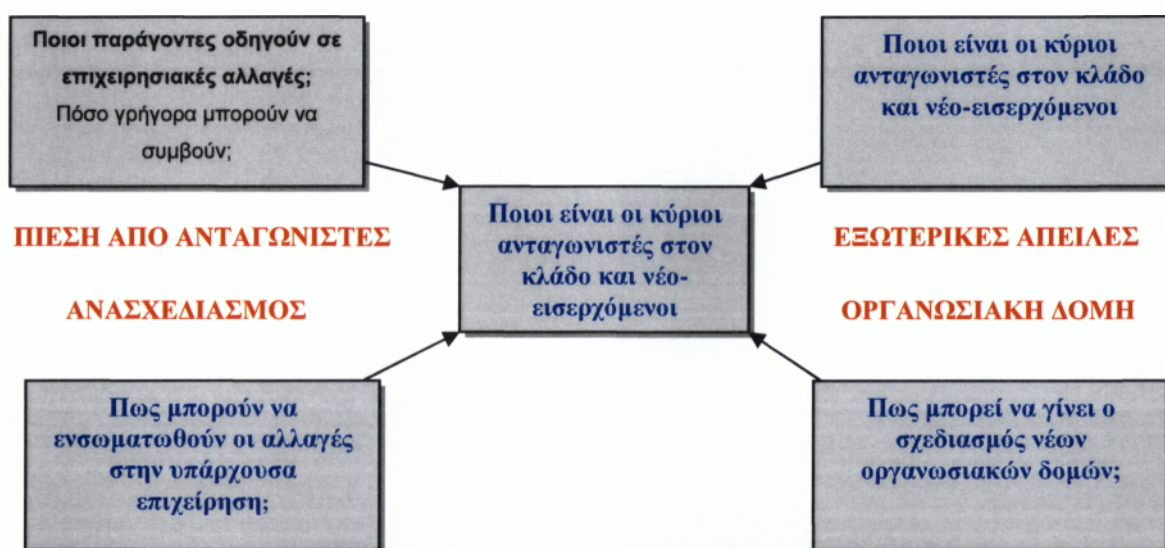 Ποιοι παράγοντες οδηγούν σε
επιχειρησιακές αλλαγές;
Πόσο γρήγορα μπορούν να
συμβούν;
Ποιοι είναι οι κύριοι
ανταγωνιστές στον κλάδο
και νέο-εισερχόμενοι
ΠΙΕΣΗ ΑΠΟ ΑΝΤΑΓΩΝΙΣΤΕΣ
ΑΝΑΣΧΕΔΙΑΣΜΟΣ
Ποιοι είναι οι κύριοι
ανταγωνιστές στον
κλάδο και νέο-
εισερχόμενοι
ΕΞΩΤΕΡΙΚΕΣ ΑΠΕΙΛΕΣ
ΟΡΓΑΝΩΣΙΑΚΗ ΔΟΜΗ
Πως μπορούν να
ενσωματωθούν οι αλλαγές
στην υπάρχουσα
επιχείρηση;
Πως μπορεί να γίνει ο
σχεδιασμός νέων
οργανωσιακών δομών;